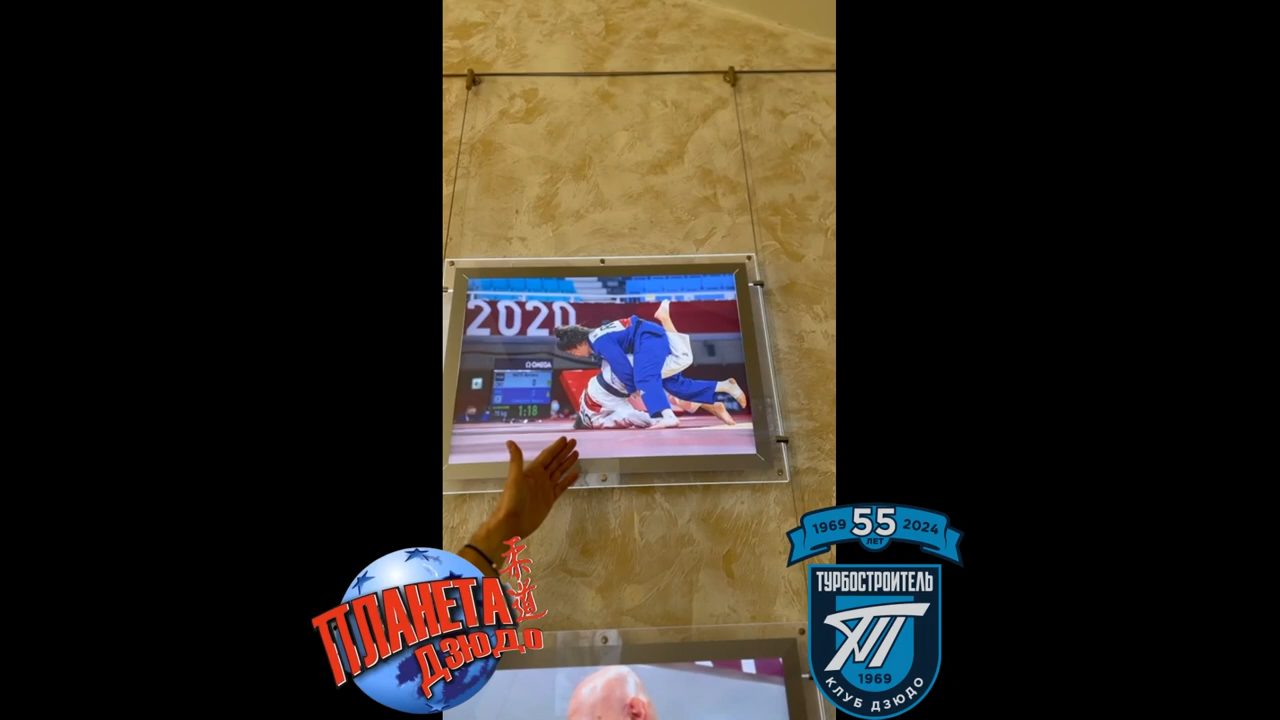 2020
OMEGA
1:18
柔道
ПЛАНЕТА
ДЗЮДО
1969 55 2024
ЛЕТ
ТУРБОСТРОИТЕЛЬ
1969
КЛУБ ДЗЮДО